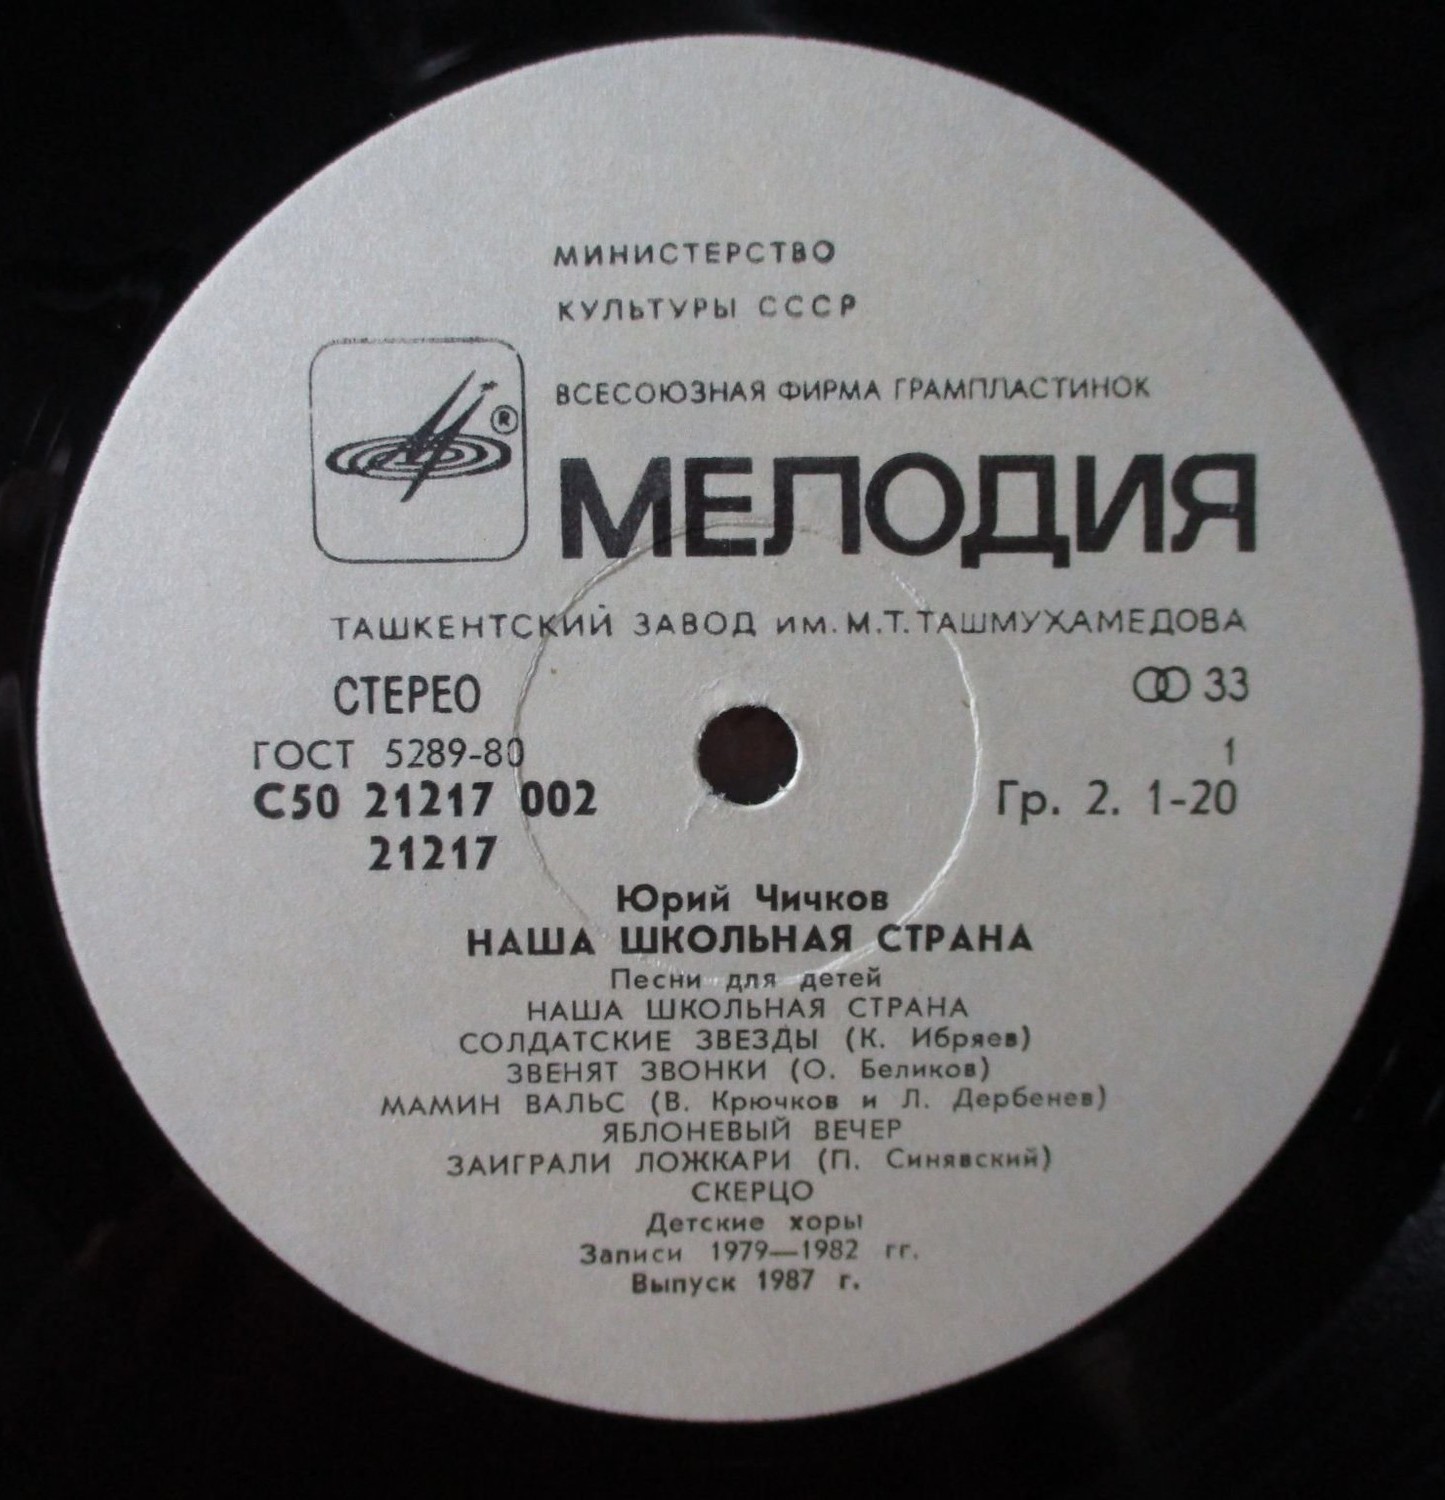 МИНИСТЕРСТВО
КУЛЬТУРЫ СССР
ВСЕСОЮЗНАЯ ФИРМА ГРАМПЛАСТИНОК
®
МЕЛОДИЯ
ТАШКЕНТСКИЙ ЗАВОД ИМ. М.Т. ТАШМУХАМЕДОВА
СТЕРЕО 33
ГОСТ 5289-80 1
С50 21217 002 Гр. 2. 1-20
21217
Юрий Чичков
НАША ШКОЛЬНАЯ СТРАНА
Песни для детей
НАША ШКОЛЬНАЯ СТРАНА
СОЛДАТСКИЕ ЗВЕЗДЫ (К. Ибряев)
ЗВЕНЯТ ЗВОНКИ (О. Беликов)
МАМИН ВАЛЬС (В. Крючков и Л. Дербенев)
ЯБЛОНЕВЫЙ ВЕЧЕР
ЗАИГРАЛИ ЛОЖКАРИ (П. Синявский)
СКЕРЦО
Детские хоры
Записи 1979—1982 гг.
Выпуск 1987 г.